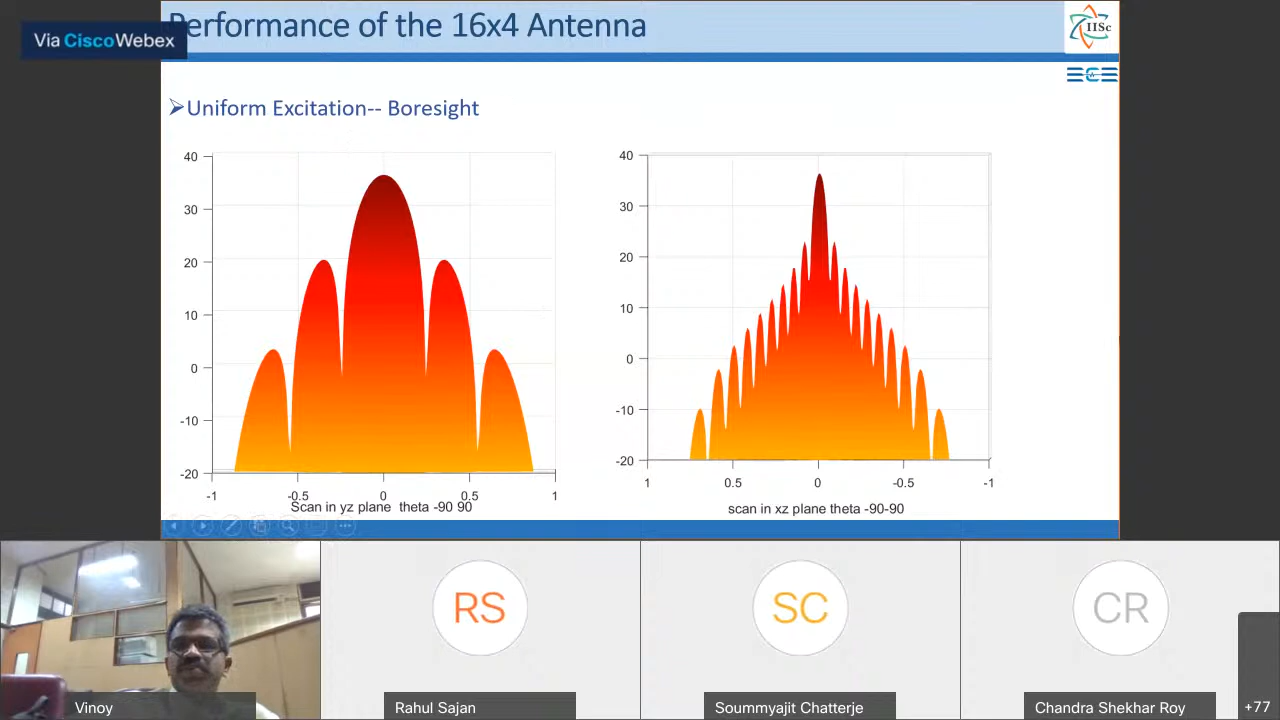 Performance of the 16x4 Antenna
Via CiscoWebex
IISc
ECE
➢Uniform Excitation-- Boresight
40
30
20
10
0
-10
-20
-1
-0.5
0
0.5
1
Scan in yz plane theta -90 90
40
30
20
10
0
-10
-20
1
0.5
0
-0.5
-1
scan in xz plane theta -90-90
RS
SC
CR
Vinoy
Rahul Sajan
Soummyajit Chatterje
Chandra Shekhar Roy
+77